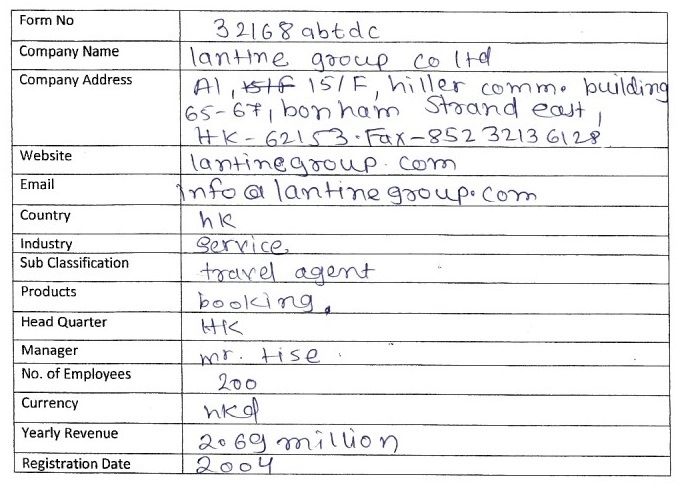 Form No 32168abtdc
Company Name lantine group co ltd
Company Address A1, 15/F 15/F, hiller comm. building
65-67, bonham Strand east,
HK-62153. Fax-852 3213 6128
Website lantinegroup.com
Email info@lantinegroup.com
Country hk
Industry Service
Sub Classification travel agent
Products booking.
Head Quarter HK
Manager mr. tise.
No. of Employees 200
Currency hkd
Yearly Revenue 2.69 million
Registration Date 2004